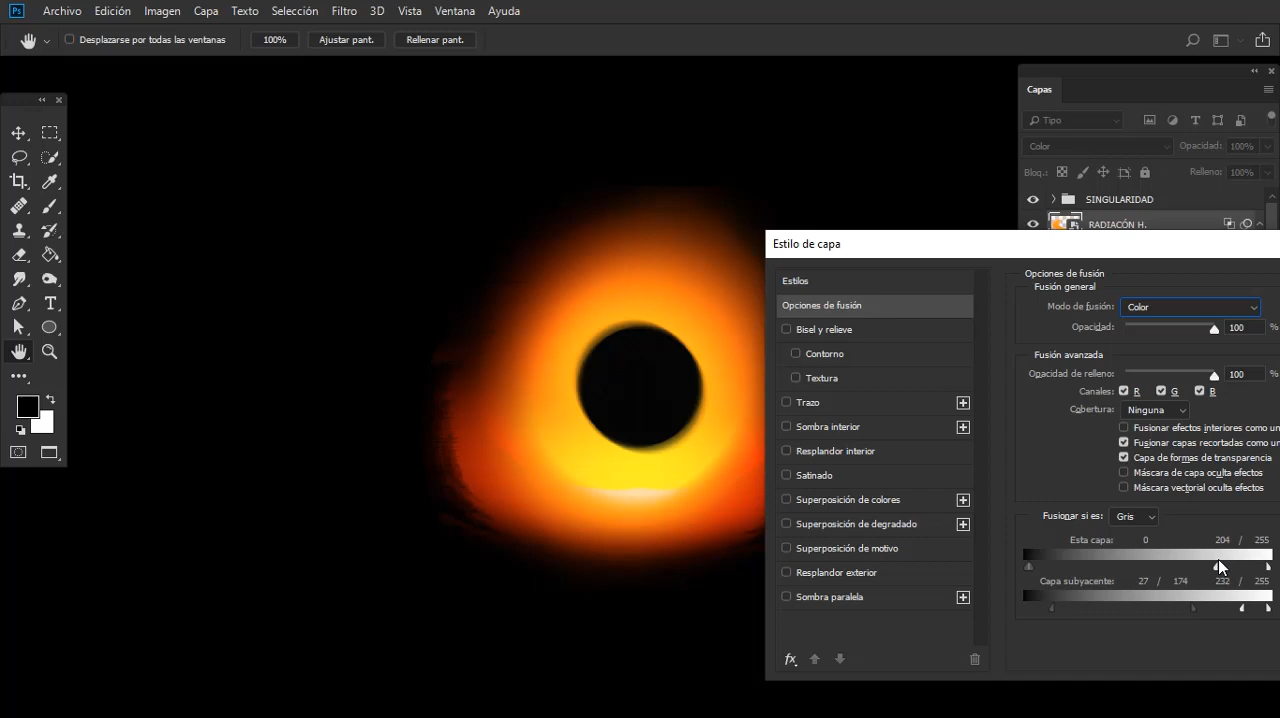 Ps Archivo Edición Imagen Capa Texto Selección Filtro 3D Vista Ventana Ayuda
Desplazarse por todas las ventanas 100% Ajustar pant. Rellenar pant.
Capas
Tipo
Color Opacidad: 100%
Bloq.: Relleno: 100%
SINGULARIDAD
RADIACÓN H.
Estilo de capa
Estilos
Opciones de fusión
Bisel y relieve
Contorno
Textura
Trazo
Sombra interior
Resplandor interior
Satinado
Superposición de colores
Superposición de degradado
Superposición de motivo
Resplandor exterior
Sombra paralela
fx
Opciones de fusión
Fusión general
Modo de fusión: Color
Opacidad: 100 %
Fusión avanzada
Opacidad de relleno: 100 %
Canales: R G B
Cobertura: Ninguna
Fusionar efectos interiores como un
Fusionar capas recortadas como un
Capa de formas de transparencia
Máscara de capa oculta efectos
Máscara vectorial oculta efectos
Fusionar si es: Gris
Esta capa: 0 204 / 255
Capa subyacente: 27 / 174 232 / 255